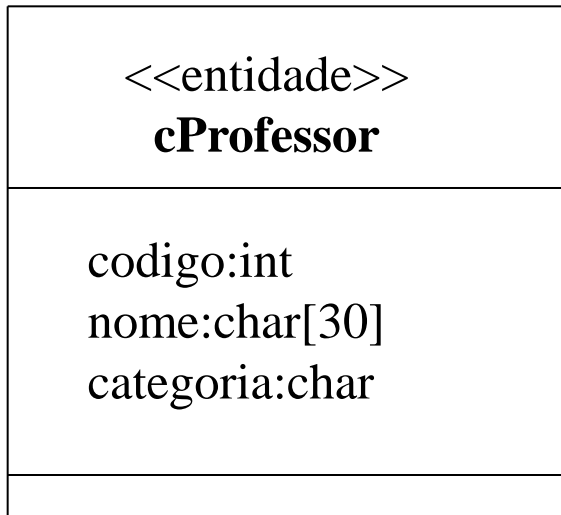 <<entidade>>
cProfessor
codigo:int
nome:char[30]
categoria:char